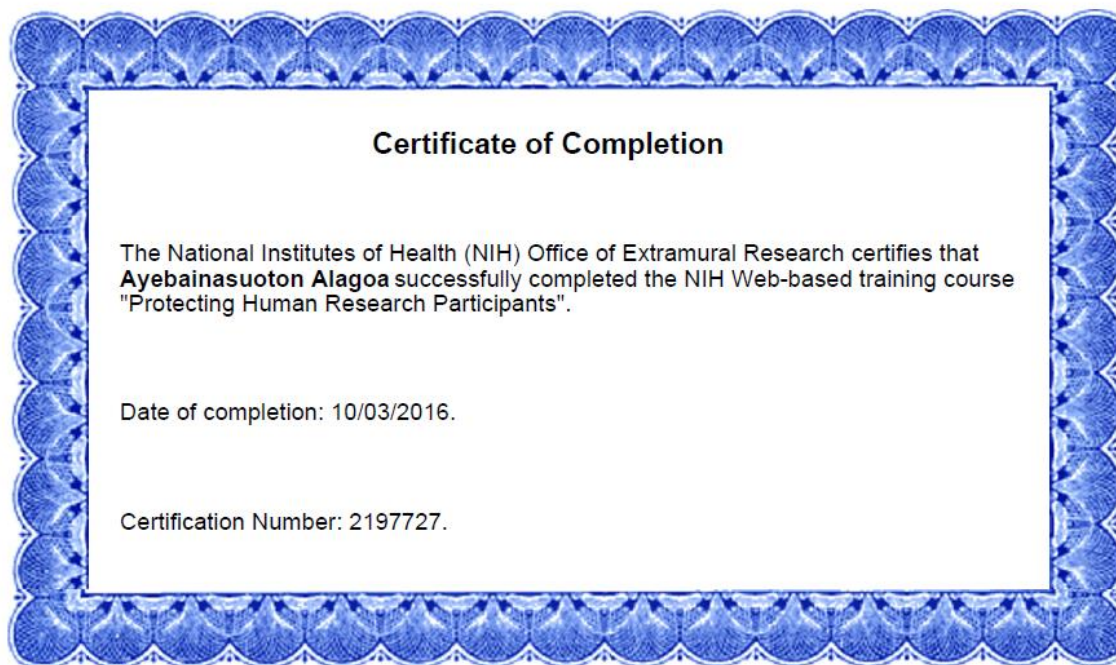 Certificate of Completion
The National Institutes of Health (NIH) Office of Extramural Research certifies that
Ayebainasuoton Alagoa successfully completed the NIH Web-based training course
"Protecting Human Research Participants".
Date of completion: 10/03/2016.
Certification Number: 2197727.